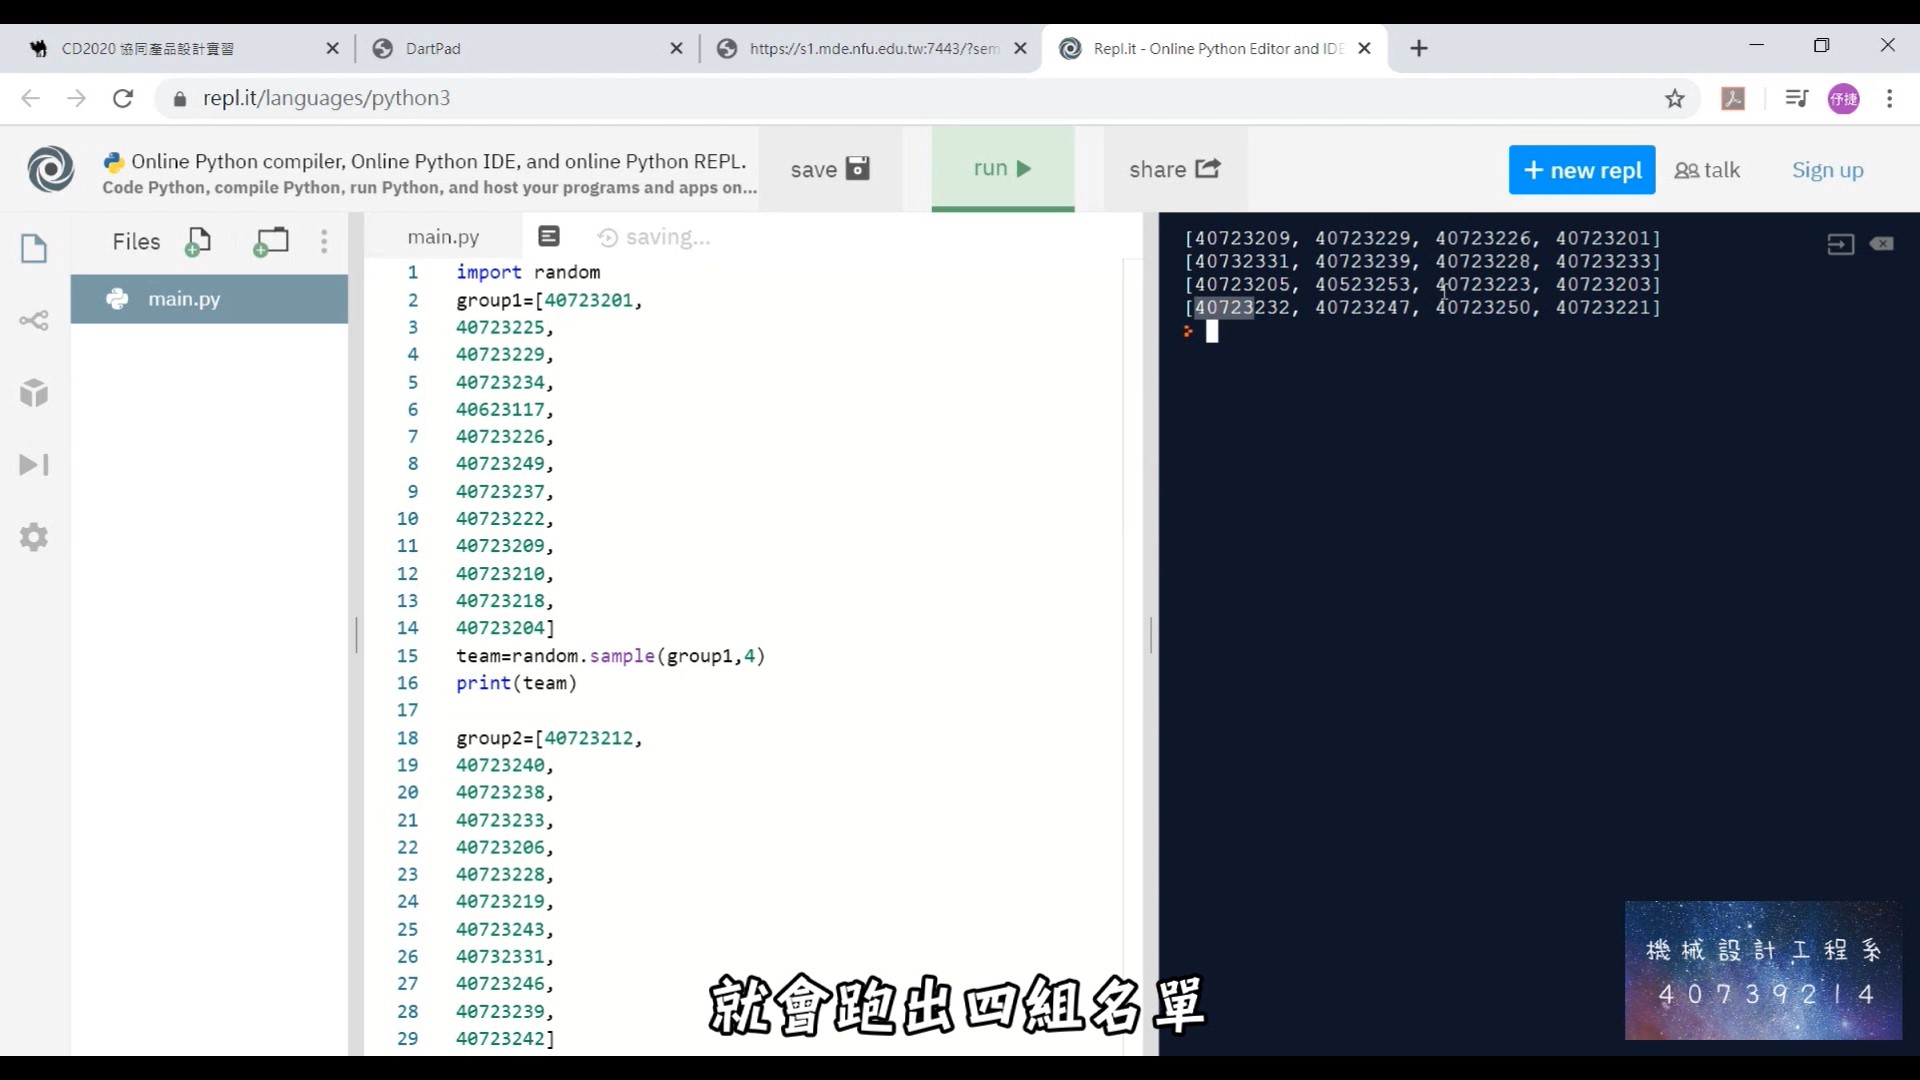 CD2020 協同產品設計實習
DartPad
https://s1.mde.nfu.edu.tw:7443/?sem
Repl.it - Online Python Editor and IDE
repl.it/languages/python3
仔捷
Online Python compiler, Online Python IDE, and online Python REPL.
Code Python, compile Python, run Python, and host your programs and apps on...
save
run
share
+ new repl
talk
Sign up
Files
main.py
main.py
saving...
1 import random
2 group1=[40723201,
3 40723225,
4 40723229,
5 40723234,
6 40623117,
7 40723226,
8 40723249,
9 40723237,
10 40723222,
11 40723209,
12 40723210,
13 40723218,
14 40723204]
15 team=random.sample(group1,4)
16 print(team)
17
18 group2=[40723212,
19 40723240,
20 40723238,
21 40723233,
22 40723206,
23 40723228,
24 40723219,
25 40723243,
26 40732331,
27 40723246,
28 40723239,
29 40723242]
[40723209, 40723229, 40723226, 40723201]
[40732331, 40723239, 40723228, 40723233]
[40723205, 40523253, 40723223, 40723203]
[40723232, 40723247, 40723250, 40723221]
>
機械設計工程系
40739214
就會跑出四組名單